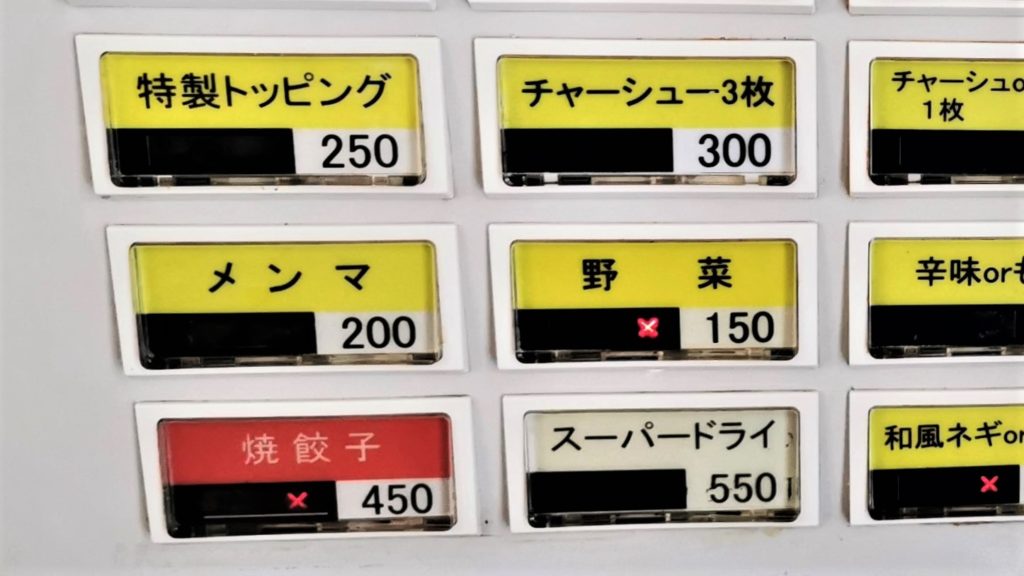 特製トッピング
250
チャーシュー3枚
300
チャーシュo
1枚
メンマ
200
野菜
150
辛味or
焼餃子
450
スーパードライ
550
和風ネギor